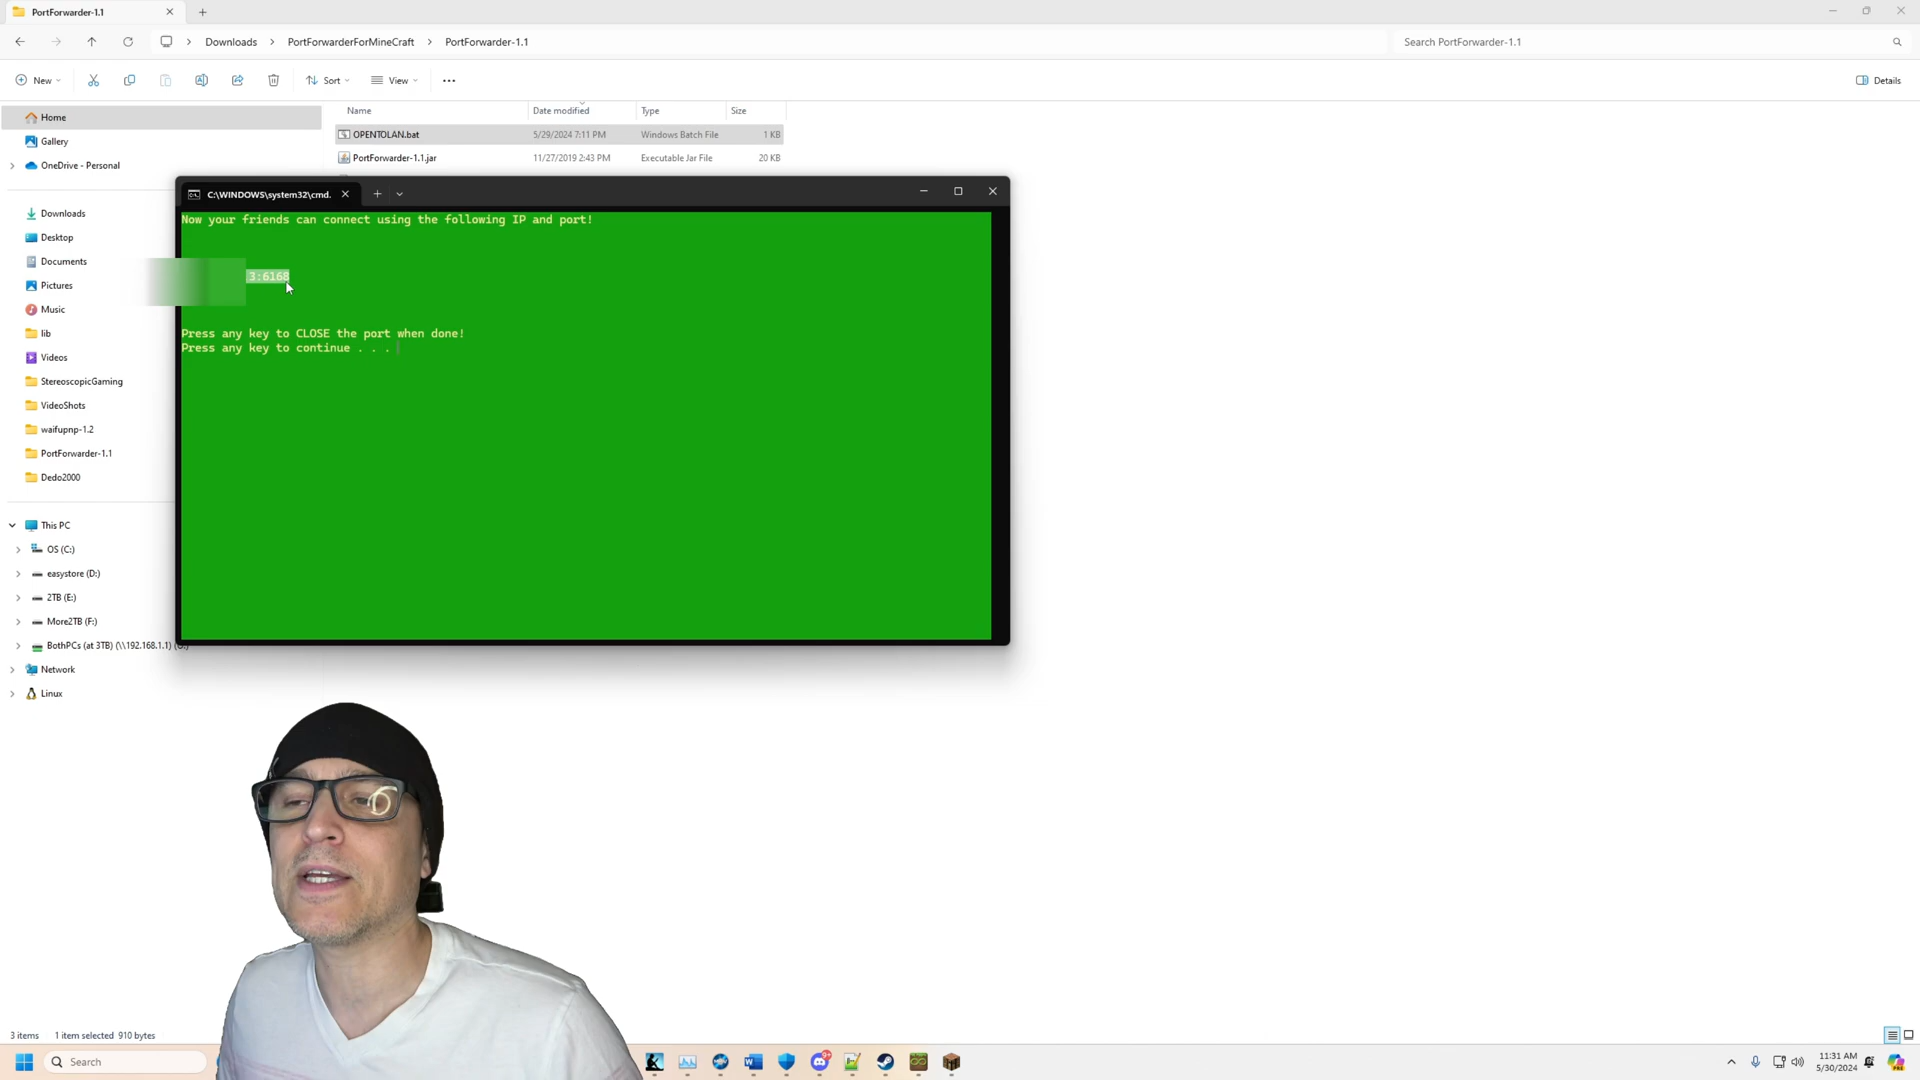 PortForwarder-1.1
Downloads > PortForwarderForMineCraft > PortForwarder-1.1
Search PortForwarder-1.1
New
Sort
View
Details
Name Date modified Type Size
OPENTOLAN.bat 5/29/2024 7:11 PM Windows Batch File 1 KB
PortForwarder-1.1.jar 11/27/2019 2:43 PM Executable Jar File 20 KB
Home
Gallery
OneDrive - Personal
Downloads
Desktop
Documents
Pictures
Music
lib
Videos
StereoscopicGaming
VideoShots
waifupnp-1.2
PortForwarder-1.1
Dedo2000
This PC
OS (C:)
easystore (D:)
2TB (E:)
More2TB (F:)
BothPCs (at 3TB) (\\192.168.1.1)
Network
Linux
C:\WINDOWS\system32\cmd.
Now your friends can connect using the following IP and port!
3:6168
Press any key to CLOSE the port when done!
Press any key to continue . . .
3 items 1 item selected 910 bytes
Search
9+
11:31 AM
5/30/2024
PRE